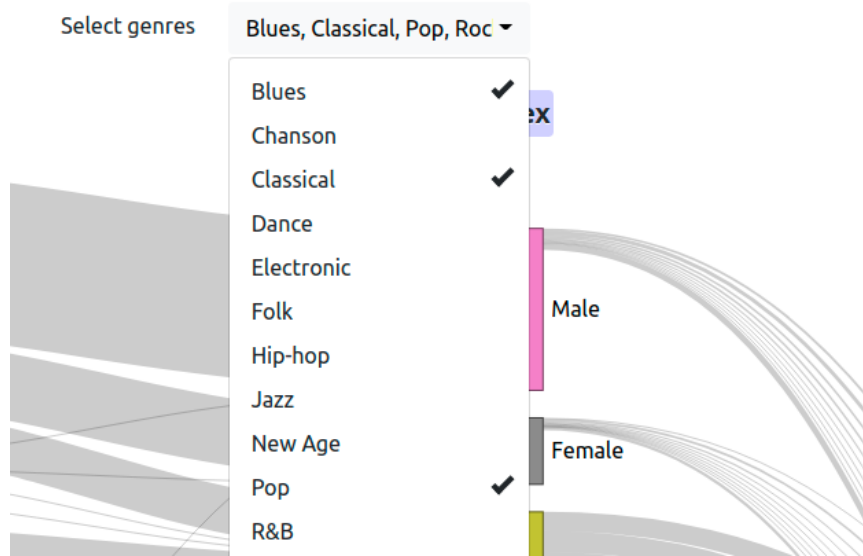 Select genres
Blues, Classical, Pop, Roc
Blues
ex
Chanson
Classical
Dance
Electronic
Folk
Male
Hip-hop
Jazz
New Age
Female
Pop
R&B